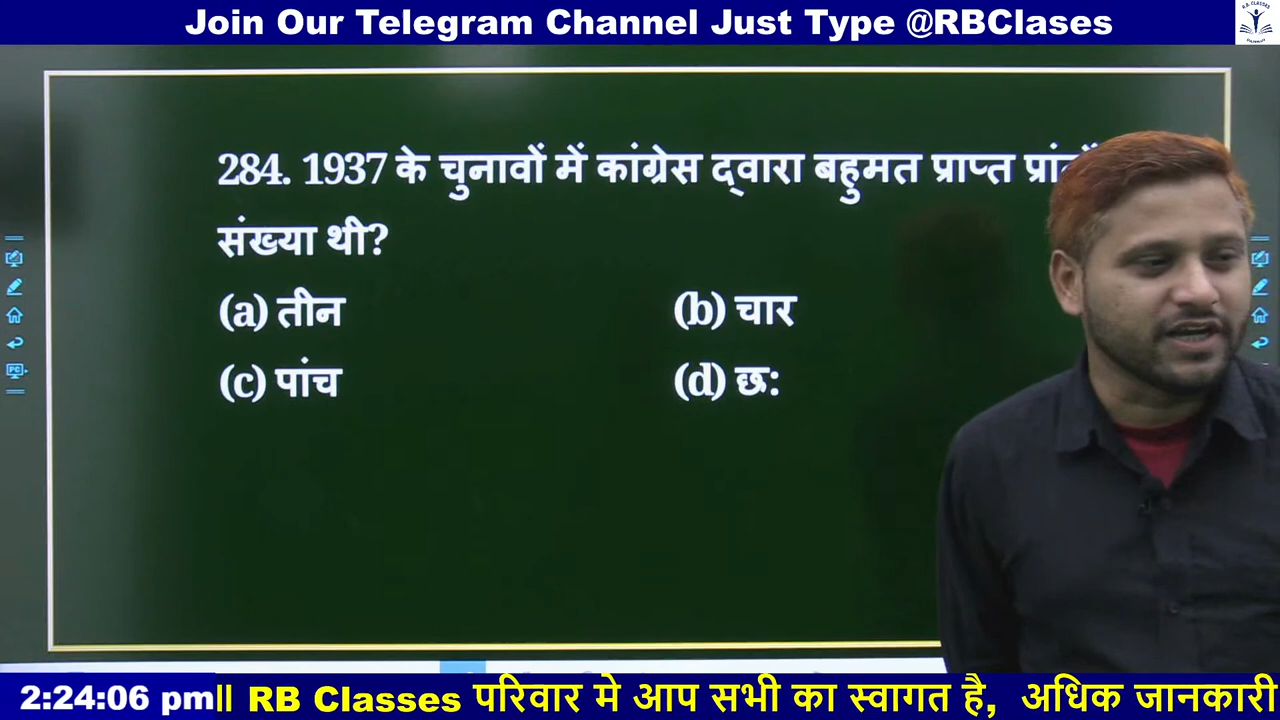 Join Our Telegram Channel Just Type @RBClases
284. 1937 के चुनावों में कांग्रेस द्वारा बहुमत प्राप्त
संख्या थी?
(a) तीन
(b) चार
(c) पांच
(d) छ:
2:24:06 pm
ll RB Classes परिवार मे आप सभी का स्वागत है, अधिक जानकारी